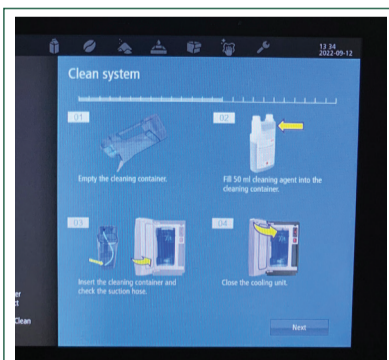 13 34
2022-09-12
Clean system
01
Empty the cleaning container.
02
Fill 50 ml cleaning agent into the
cleaning container.
03
Insert the cleaning container and
check the suction hose.
04
Close the cooling unit.
Next
er
ct
Clean